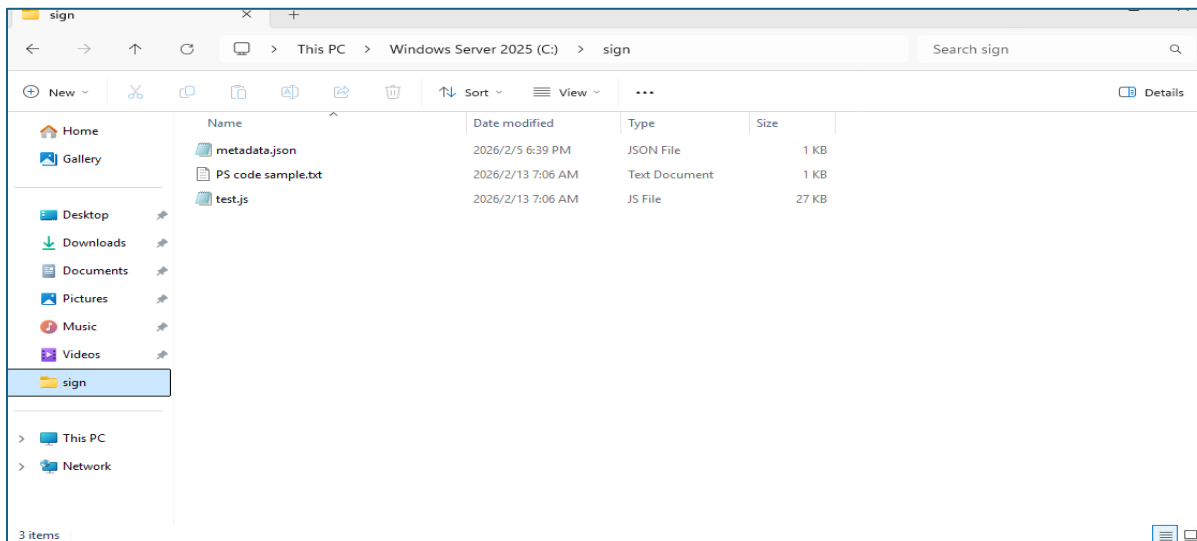 sign
This PC > Windows Server 2025 (C:) > sign
Search sign
New
Sort
View
Details
Name Date modified Type Size
Home
Gallery
metadata.json 2026/2/5 6:39 PM JSON File 1 KB
PS code sample.txt 2026/2/13 7:06 AM Text Document 1 KB
test.js 2026/2/13 7:06 AM JS File 27 KB
Desktop
Downloads
Documents
Pictures
Music
Videos
sign
This PC
Network
3 items